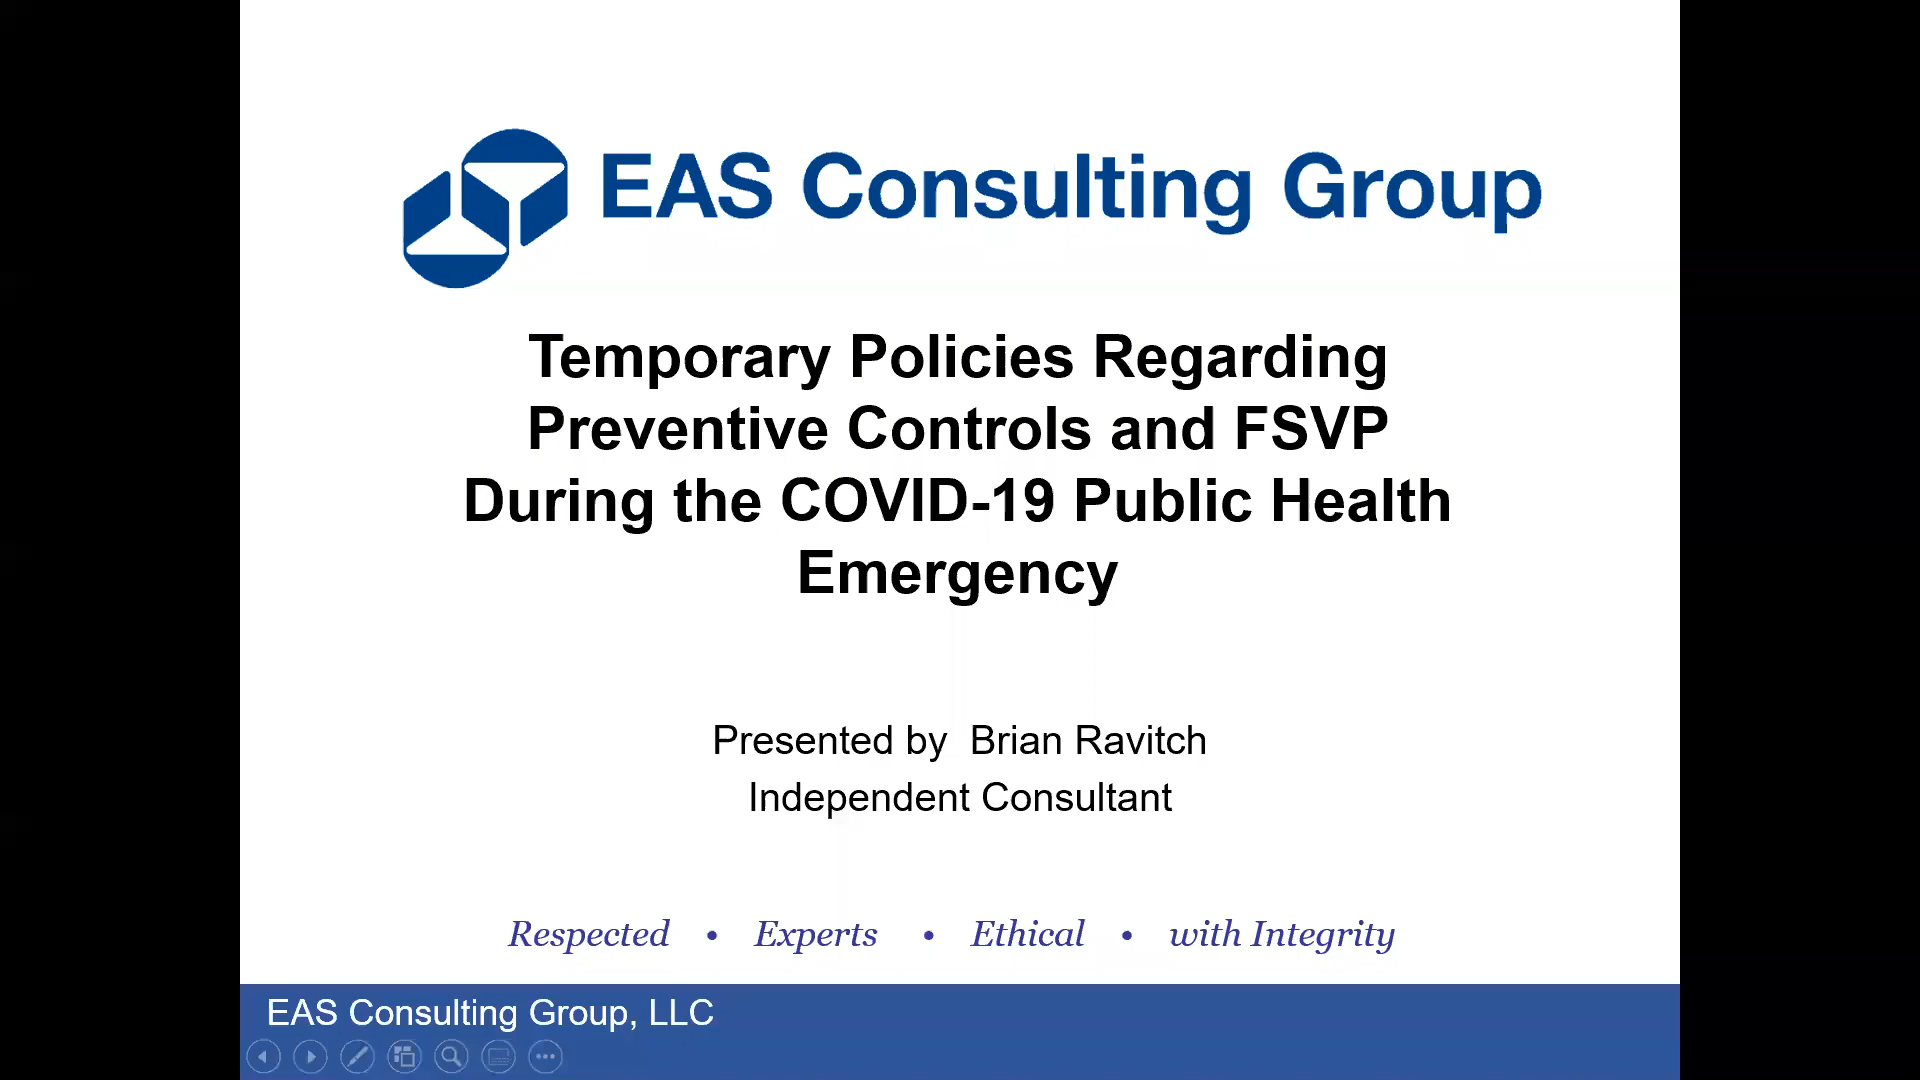 EAS Consulting Group
Temporary Policies Regarding
Preventive Controls and FSVP
During the COVID-19 Public Health
Emergency
Presented by  Brian Ravitch
Independent Consultant
Respected • Experts • Ethical • with Integrity
EAS Consulting Group, LLC